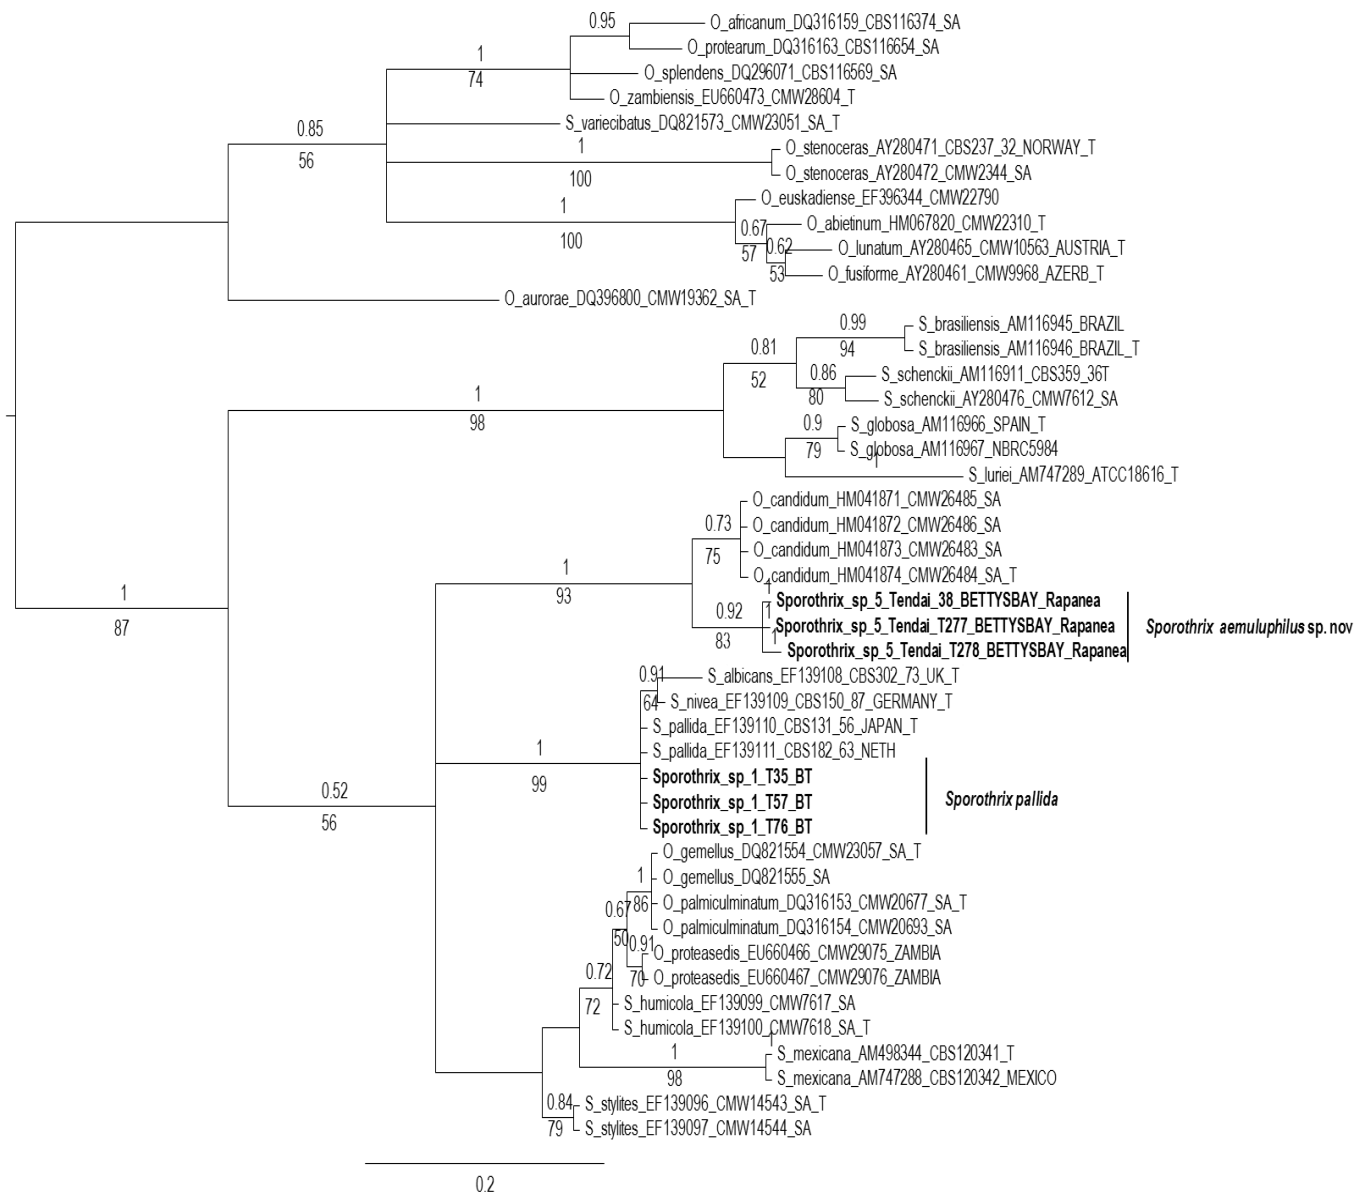 0.95
O_africanum_DQ316159_CBS116374_SA
O_protearum_DQ316163_CBS116654_SA
1
74
O_splendens_DQ296071_CBS116569_SA
O_zambiensis_EU660473_CMW28604_T
0.85
56
S_variecibatus_DQ821573_CMW23051_SA_T
1
100
O_stenoceras_AY280471_CBS237_32_NORWAY_T
O_stenoceras_AY280472_CMW2344_SA
1
100
O_euskadiense_EF396344_CMW22790
0.67
57
O_abietinum_HM067820_CMW22310_T
0.62
53
O_lunatum_AY280465_CMW10563_AUSTRIA_T
O_fusiforme_AY280461_CMW9968_AZERB_T
O_aurorae_DQ396800_CMW19362_SA_T
0.99
94
S_brasiliensis_AM116945_BRAZIL
S_brasiliensis_AM116946_BRAZIL_T
0.81
52
0.86
80
S_schenckii_AM116911_CBS359_36T
S_schenckii_AY280476_CMW7612_SA
1
98
0.9
79
S_globosa_AM116966_SPAIN_T
S_globosa_AM116967_NBRC5984
1
S_luriei_AM747289_ATCC18616_T
O_candidum_HM041871_CMW26485_SA
0.73
75
O_candidum_HM041872_CMW26486_SA
O_candidum_HM041873_CMW26483_SA
O_candidum_HM041874_CMW26484_SA_T
1
93
1
87
0.92
83
1
Sporothrix_sp_5_Tendai_38_BETTYSBAY_Rapanea
1
Sporothrix_sp_5_Tendai_T277_BETTYSBAY_Rapanea
1
Sporothrix_sp_5_Tendai_T278_BETTYSBAY_Rapanea
Sporothrix aemuluphilus sp. nov
0.91
64
S_albicans_EF139108_CBS302_73_UK_T
S_nivea_EF139109_CBS150_87_GERMANY_T
S_pallida_EF139110_CBS131_56_JAPAN_T
S_pallida_EF139111_CBS182_63_NETH
1
99
Sporothrix_sp_1_T35_BT
Sporothrix_sp_1_T57_BT
Sporothrix_sp_1_T76_BT
Sporothrix pallida
0.52
56
O_gemellus_DQ821554_CMW23057_SA_T
O_gemellus_DQ821555_SA
1
86
O_palmiculminatum_DQ316153_CMW20677_SA_T
O_palmiculminatum_DQ316154_CMW20693_SA
0.67
50
0.91
70
O_proteasedis_EU660466_CMW29075_ZAMBIA
O_proteasedis_EU660467_CMW29076_ZAMBIA
0.72
72
S_humicola_EF139099_CMW7617_SA
S_humicola_EF139100_CMW7618_SA_T
1
1
98
S_mexicana_AM498344_CBS120341_T
S_mexicana_AM747288_CBS120342_MEXICO
0.84
79
S_stylites_EF139096_CMW14543_SA_T
S_stylites_EF139097_CMW14544_SA
0.2